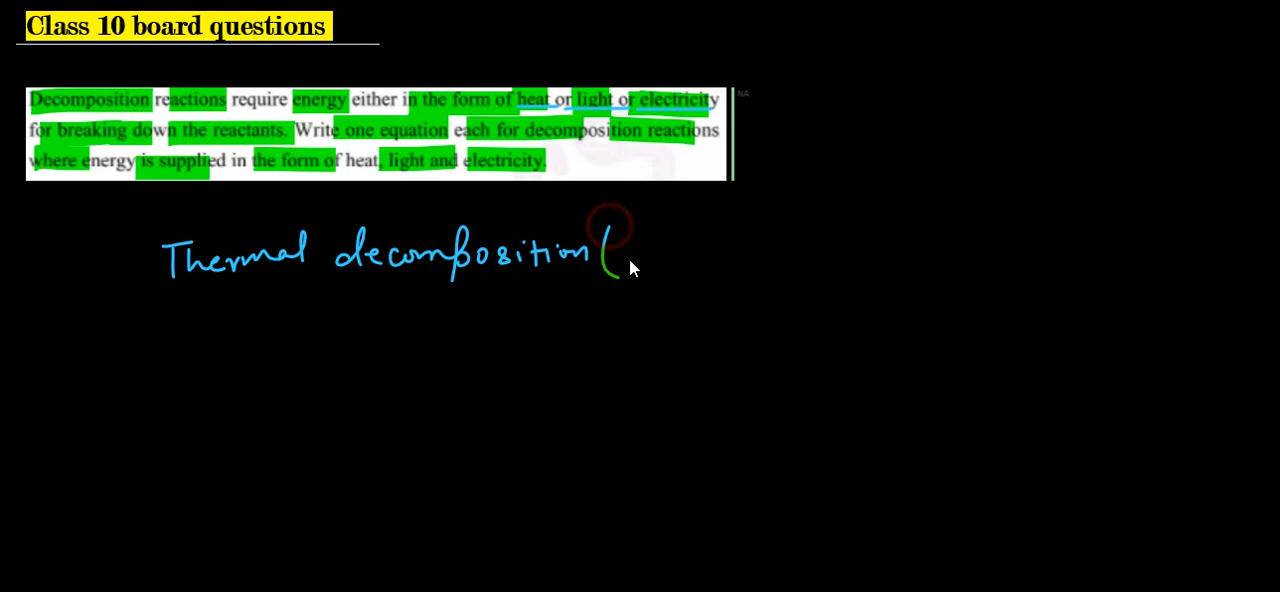 Class 10 board questions
Decomposition reactions require energy either in the form of heat or light or electricity
NA
for breaking down the reactants. Write one equation each for decomposition reactions
where energy is supplied in the form of heat, light and electricity.
Thermal decomposition (